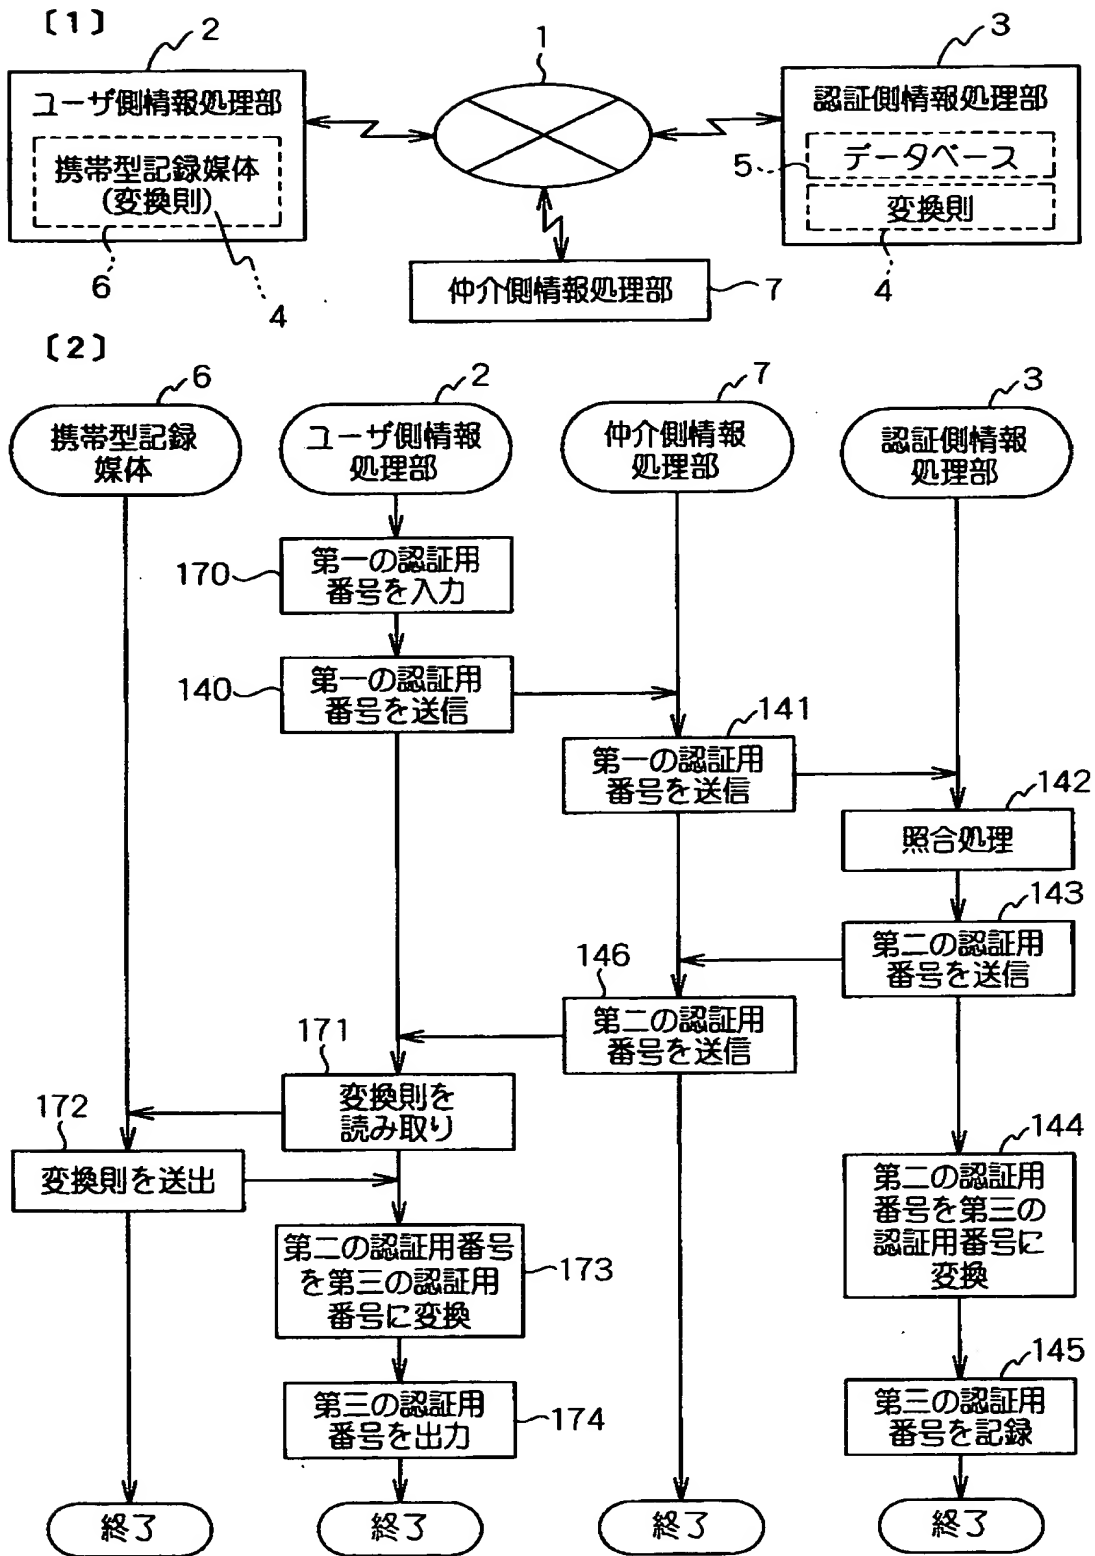 〔1〕
2
1
3
ユーザ側情報処理部
携帯型記録媒体
(変換則)
6
4
認証側情報処理部
5
データベース
変換則
4
仲介側情報処理部
7
〔2〕
6
2
7
3
携帯型記録
媒体
ユーザ側情報
処理部
仲介側情報
処理部
認証側情報
処理部
170
第一の認証用
番号を入力
140
第一の認証用
番号を送信
141
第一の認証用
番号を送信
142
照合処理
143
第二の認証用
番号を送信
146
第二の認証用
番号を送信
171
変換則を
読み取り
172
変換則を送出
144
第二の認証用
番号を第三の
認証用番号に
変換
第二の認証用番号
を第三の認証用
番号に変換
173
145
第三の認証用
番号を記録
第三の認証用
番号を出力
174
終了
終了
終了
終了